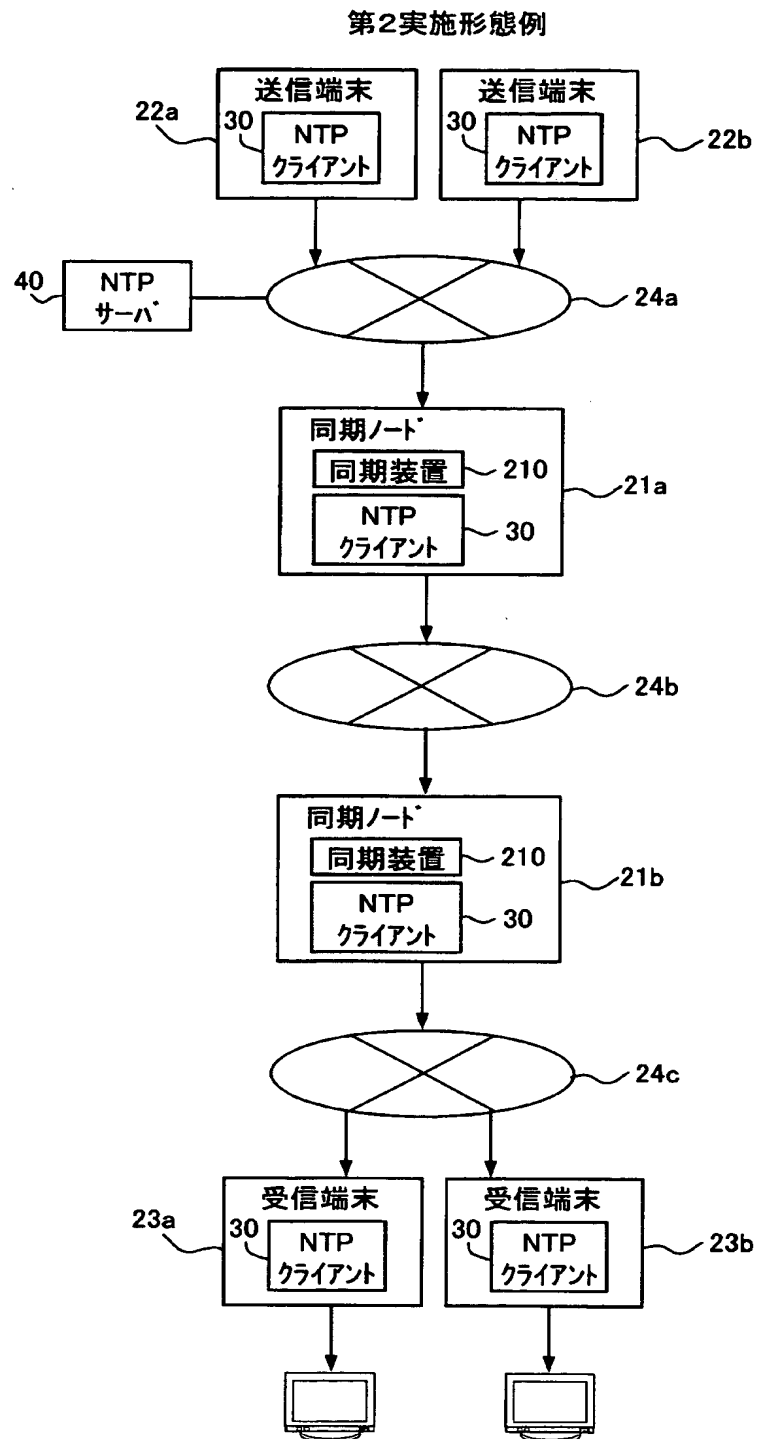 第2実施形態例
送信端末
22a
30
NTP
クライアント
送信端末
30
NTP
クライアント
22b
40
NTP
サーバ
24a
同期ノード
同期装置
210
21a
NTP
クライアント
30
24b
同期ノード
同期装置
210
21b
NTP
クライアント
30
24c
受信端末
23a
30
NTP
クライアント
受信端末
30
NTP
クライアント
23b